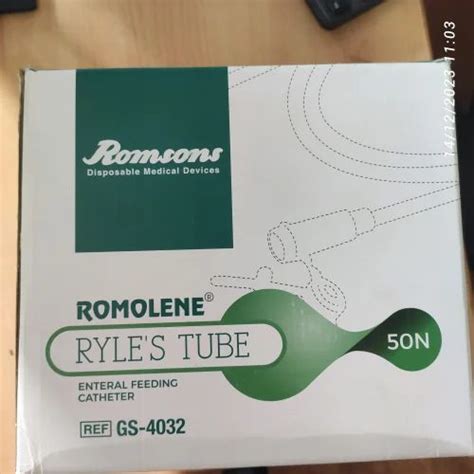 14/12/2023 11:03
Romsons
Disposable Medical Devices
ROMOLENE®
RYLE'S TUBE
50N
ENTERAL FEEDING
CATHETER
REF GS-4032